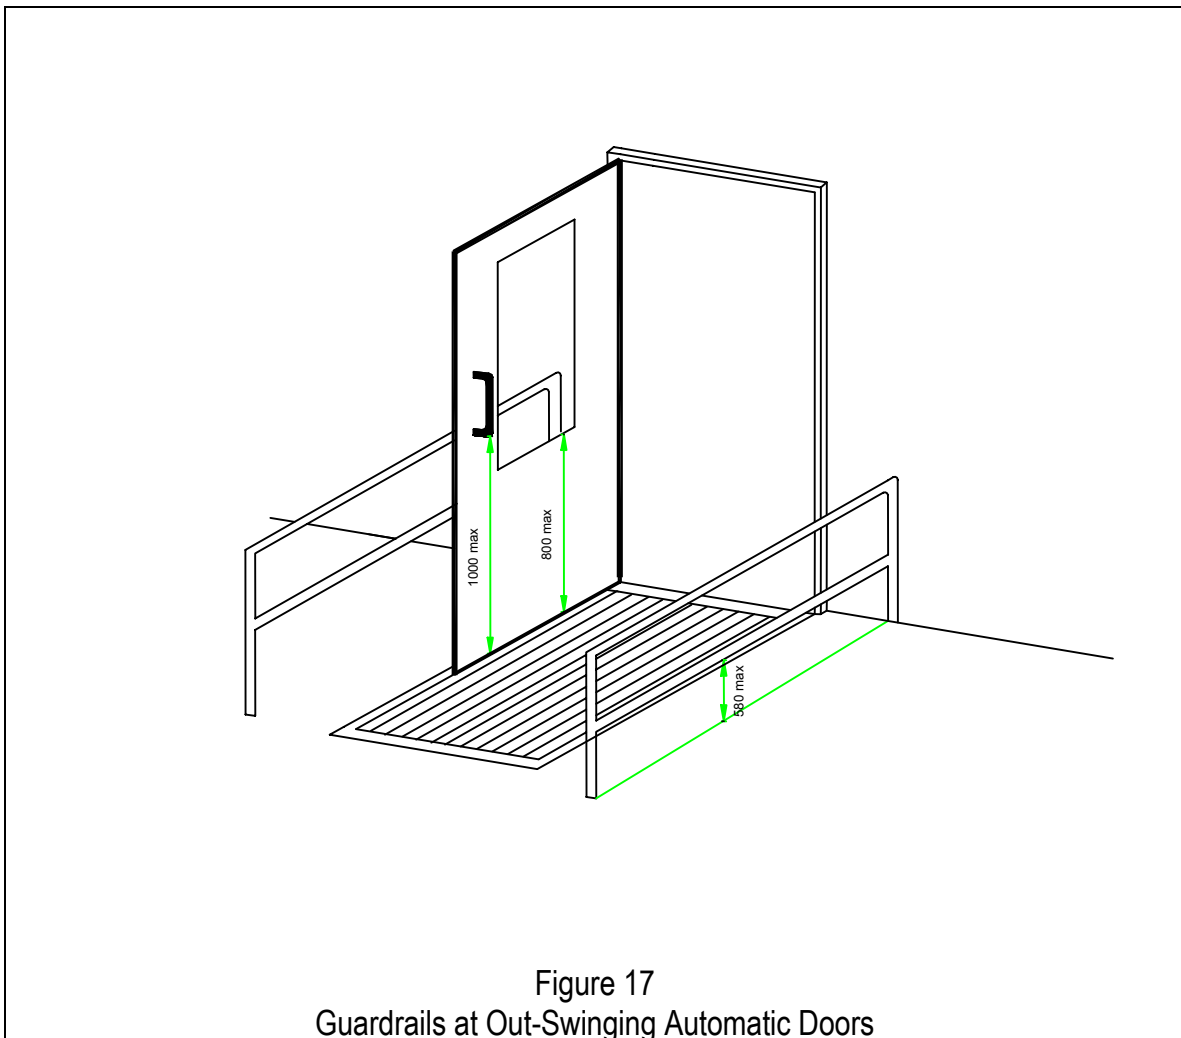 1000 max
800 max
580 max
Figure 17
Guardrails at Out-Swinging Automatic Doors